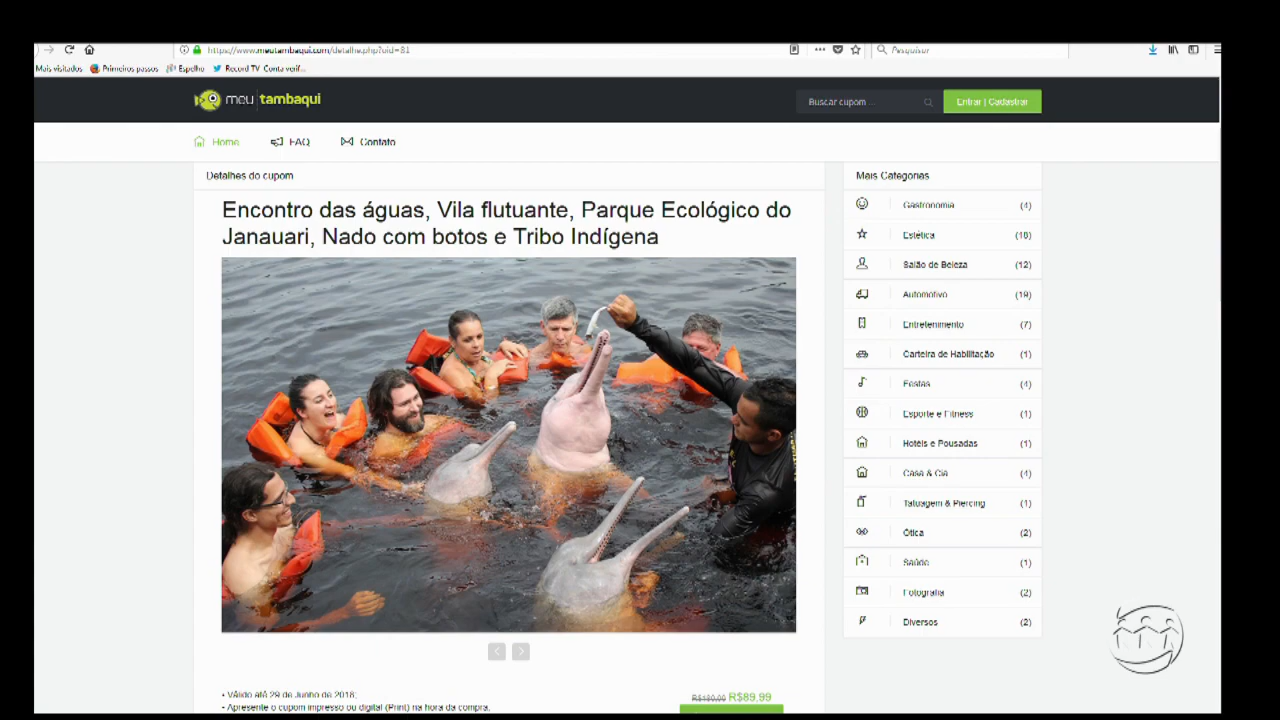 https://www.meutambaqui.com/detalhe.php?uid=81
Pesquisar
Mais visitados
Primeiros passos
Espelho
Record TV Conta verif...
meu tambaqui
Buscar cupom ...
Entrar | Cadastrar
Home
FAQ
Contato
Detalhes do cupom
Encontro das águas, Vila flutuante, Parque Ecológico do
Janauari, Nado com botos e Tribo Indígena
• Válido até 29 de Junho de 2018;
• Apresente o cupom impresso ou digital (Print) na hora da compra.
R$180,00 R$89,99
Mais Categorias
Gastronomia (4)
Estética (16)
Salão de Beleza (12)
Automotivo (19)
Entretenimento (7)
Carteira de Habilitação (1)
Festas (4)
Esporte e Fitness (1)
Hotéis e Pousadas (1)
Casa & Cia (4)
Tatuagem & Piercing (1)
Ótica (2)
Saúde (1)
Fotografia (2)
Diversos (2)